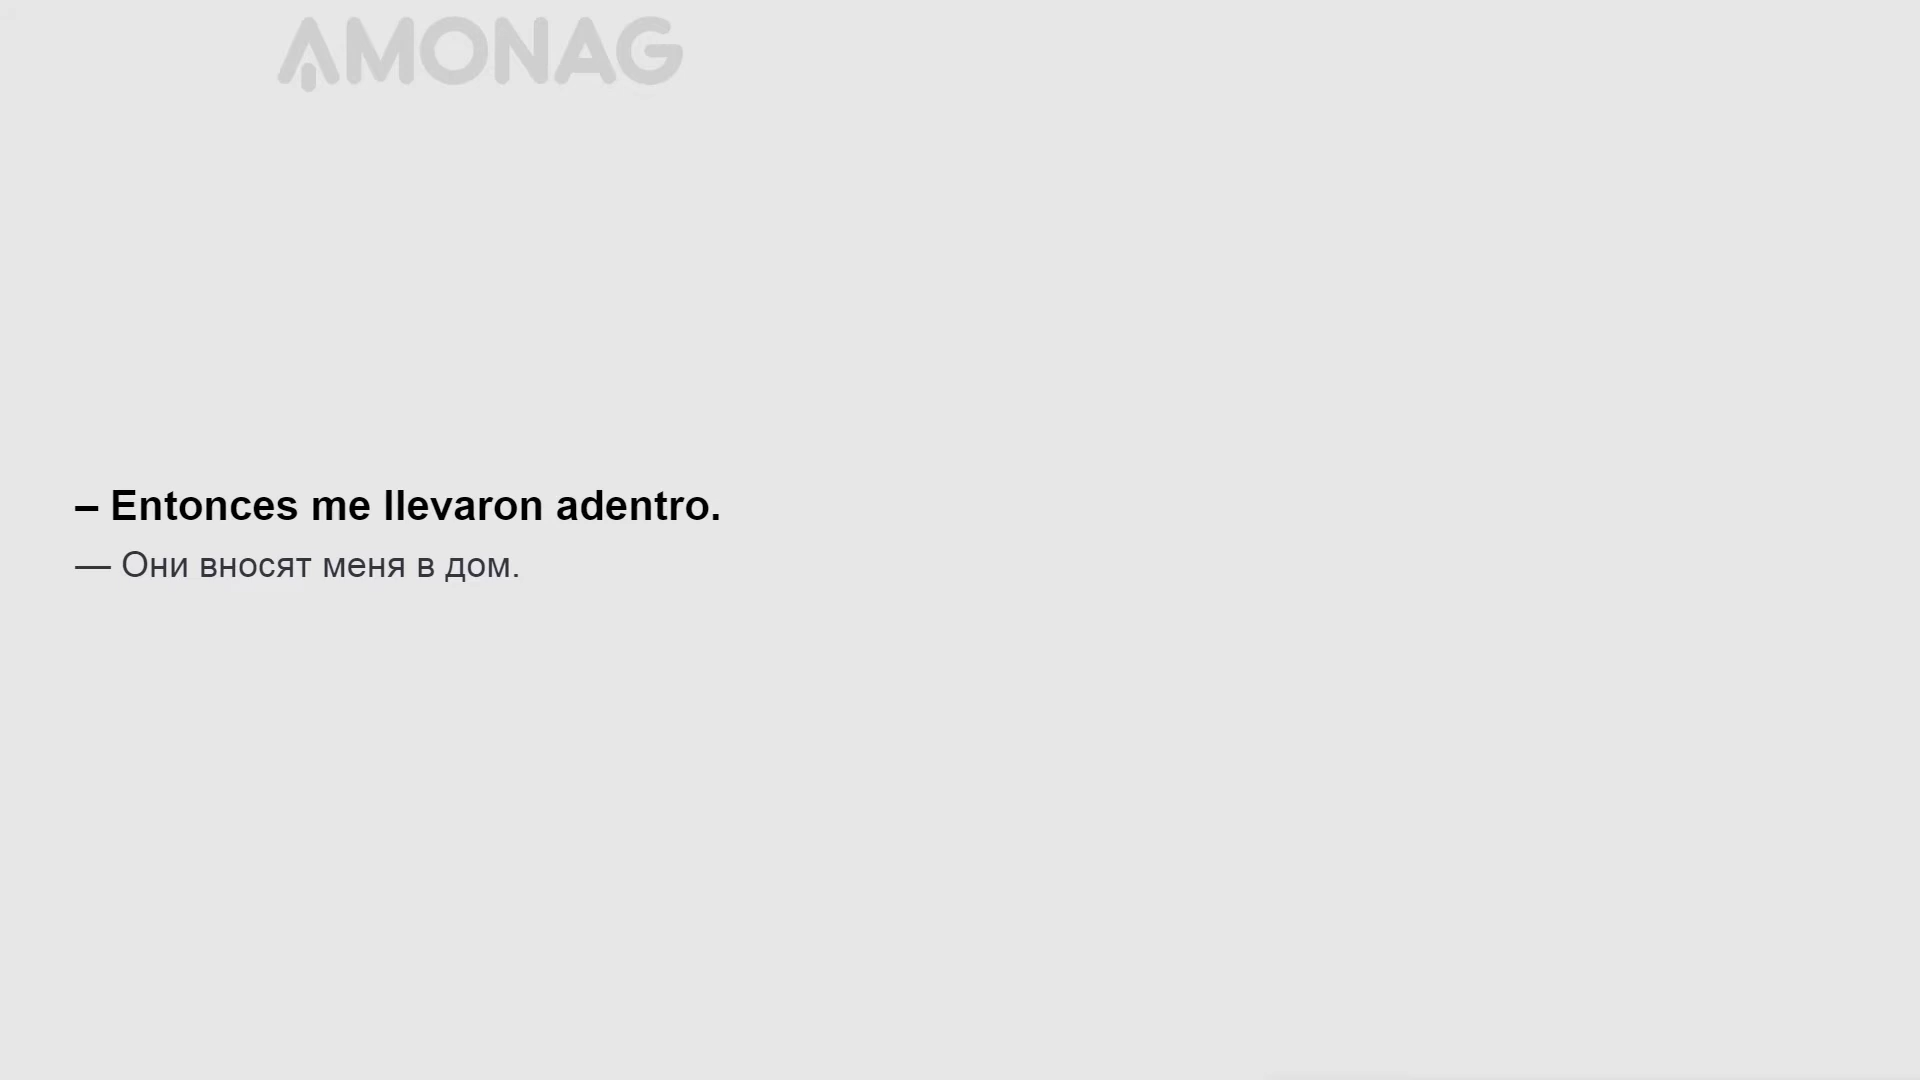 AMONAG
– Entonces me llevaron adentro.
— Они вносят меня в дом.